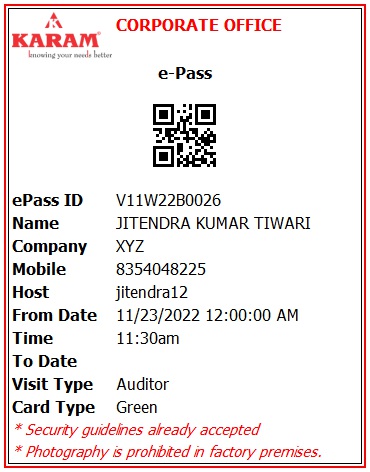 CORPORATE OFFICE
KARAM®
knowing your needs better
e-Pass
ePass ID V11W22B0026
Name JITENDRA KUMAR TIWARI
Company XYZ
Mobile 8354048225
Host jitendra12
From Date 11/23/2022 12:00:00 AM
Time 11:30am
To Date
Visit Type Auditor
Card Type Green
* Security guidelines already accepted
* Photography is prohibited in factory premises.